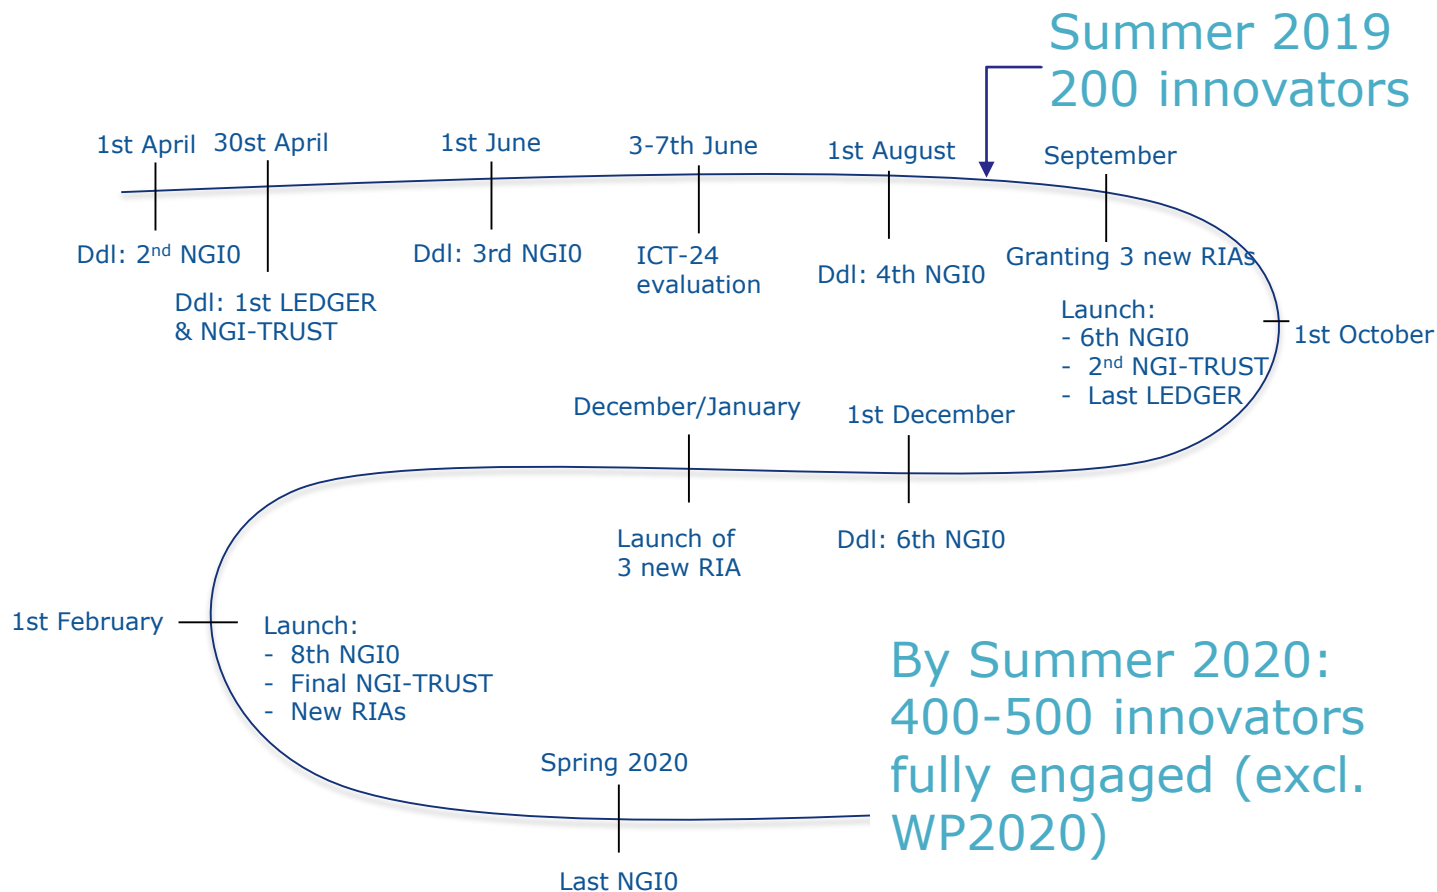 Summer 2019
200 innovators
1st April
30st April
1st June
3-7th June
1st August
September
Ddl: 2nd NGI0
Ddl: 1st LEDGER
& NGI-TRUST
Ddl: 3rd NGI0
ICT-24
evaluation
Ddl: 4th NGI0
Granting 3 new RIAs
1st October
Launch:
- 6th NGI0
- 2nd NGI-TRUST
- Last LEDGER
December/January
1st December
Launch of
3 new RIA
Ddl: 6th NGI0
1st February
Launch:
- 8th NGI0
- Final NGI-TRUST
- New RIAs
Spring 2020
Last NGI0
By Summer 2020:
400-500 innovators
fully engaged (excl.
WP2020)